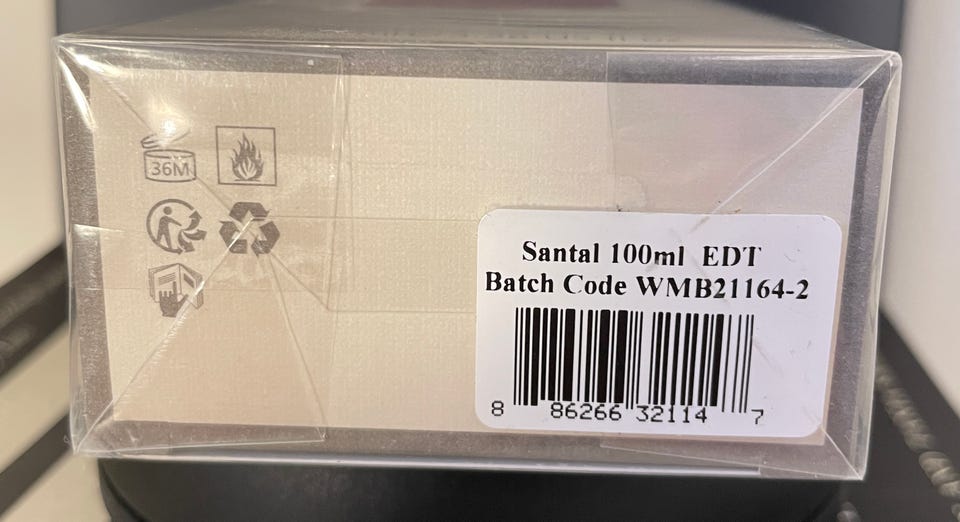 36M
Santal 100ml EDT
Batch Code WMB21164-2
8 86266 32114 7